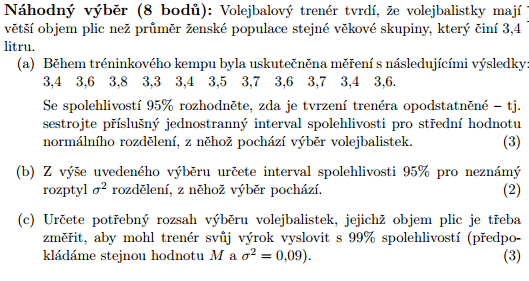 Náhodný výběr (8 bodů): Volejbalový trenér tvrdí, že volejbalistky mají
větší objem plic než průměr ženské populace stejné věkové skupiny, který činí 3,4
litru.
(a) Během tréninkového kempu byla uskutečněna měření s následujícími výsledky:
3,4 3,6 3,8 3,3 3,4 3,5 3,7 3,6 3,7 3,4 3,6.
Se spolehlivostí 95% rozhodněte, zda je tvrzení trenéra opodstatněné – tj.
sestrojte příslušný jednostranný interval spolehlivosti pro střední hodnotu
normálního rozdělení, z něhož pochází výběr volejbalistek. (3)
(b) Z výše uvedeného výběru určete interval spolehlivosti 95% pro neznámý
rozptyl σ² rozdělení, z něhož výběr pochází. (2)
(c) Určete potřebný rozsah výběru volejbalistek, jejichž objem plic je třeba
změřit, aby mohl trenér svůj výrok vyslovit s 99% spolehlivostí (předpo-
kládáme stejnou hodnotu M a σ² = 0,09). (3)